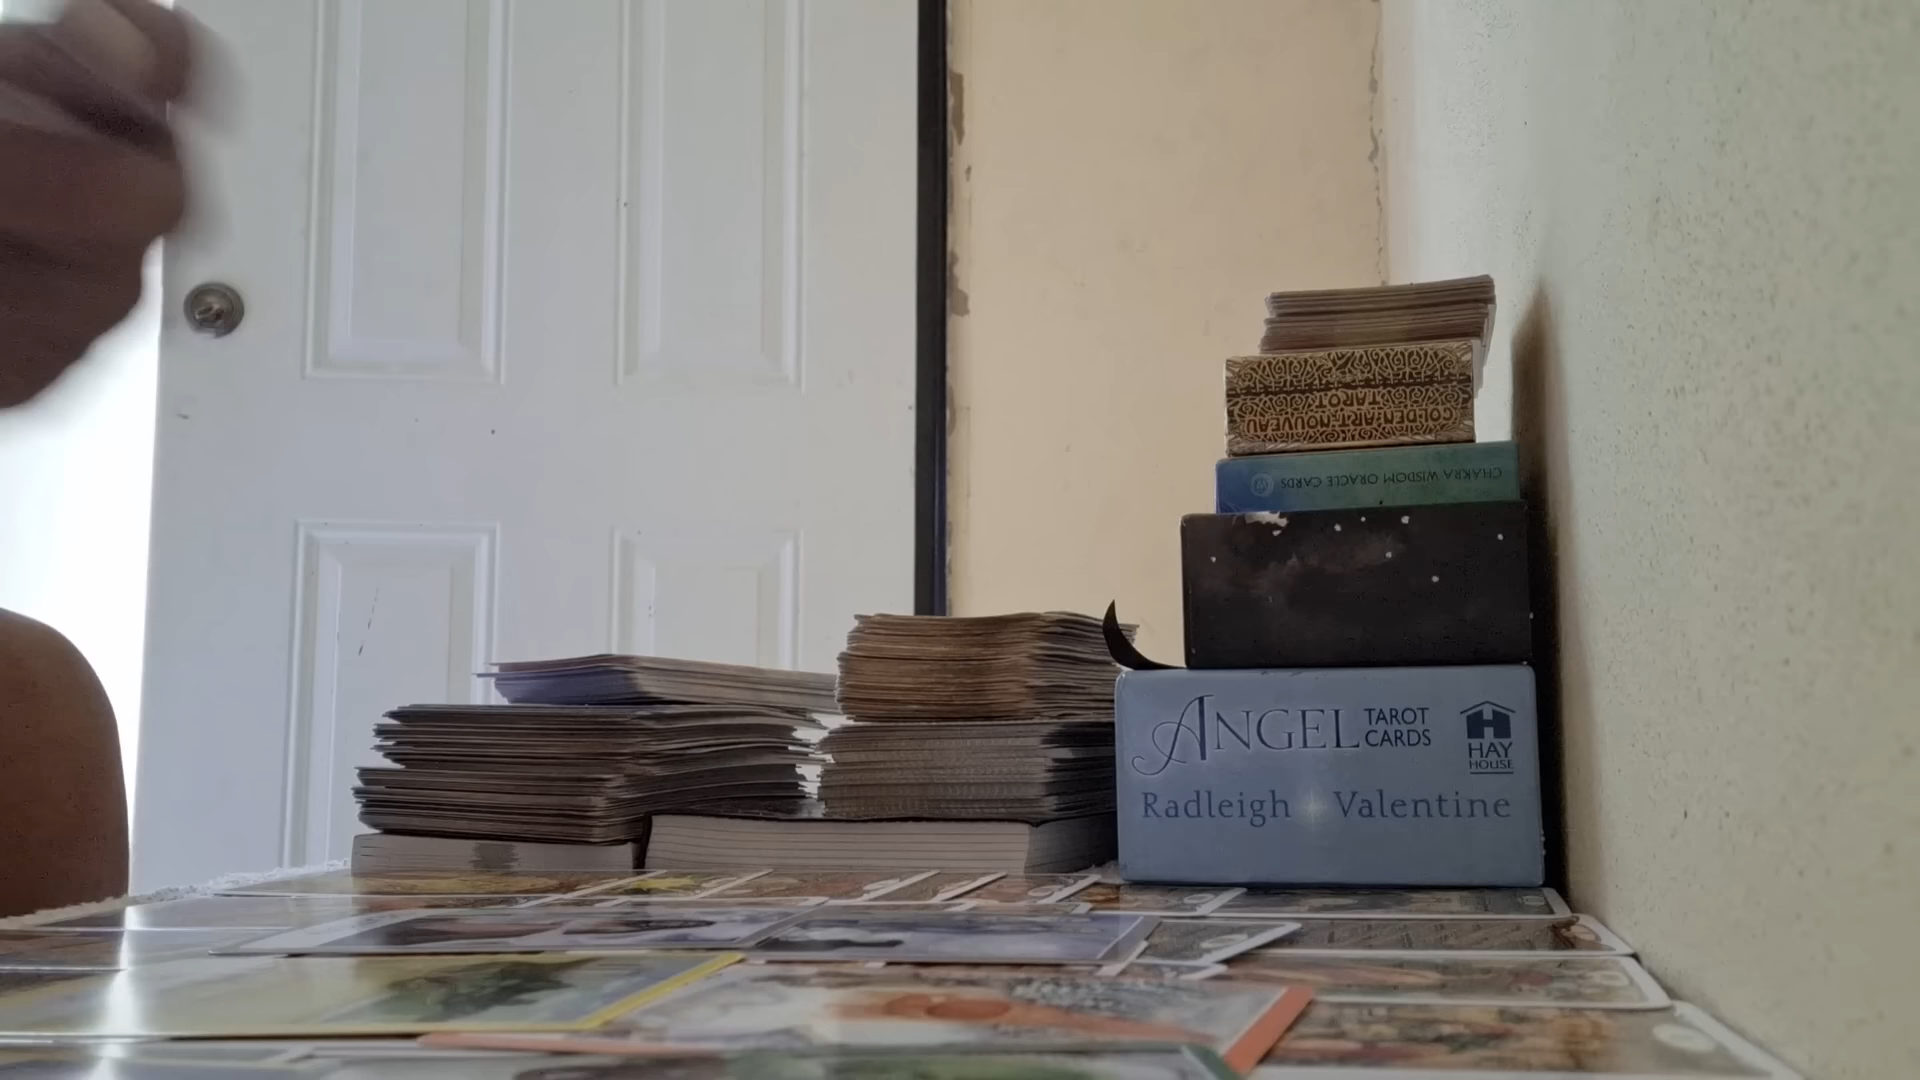 GOLDEN ART NOUVEAU
TAROT
CHAKRA WISDOM ORACLE CARDS
ANGEL TAROT
CARDS
HAY
HOUSE
Radleigh Valentine